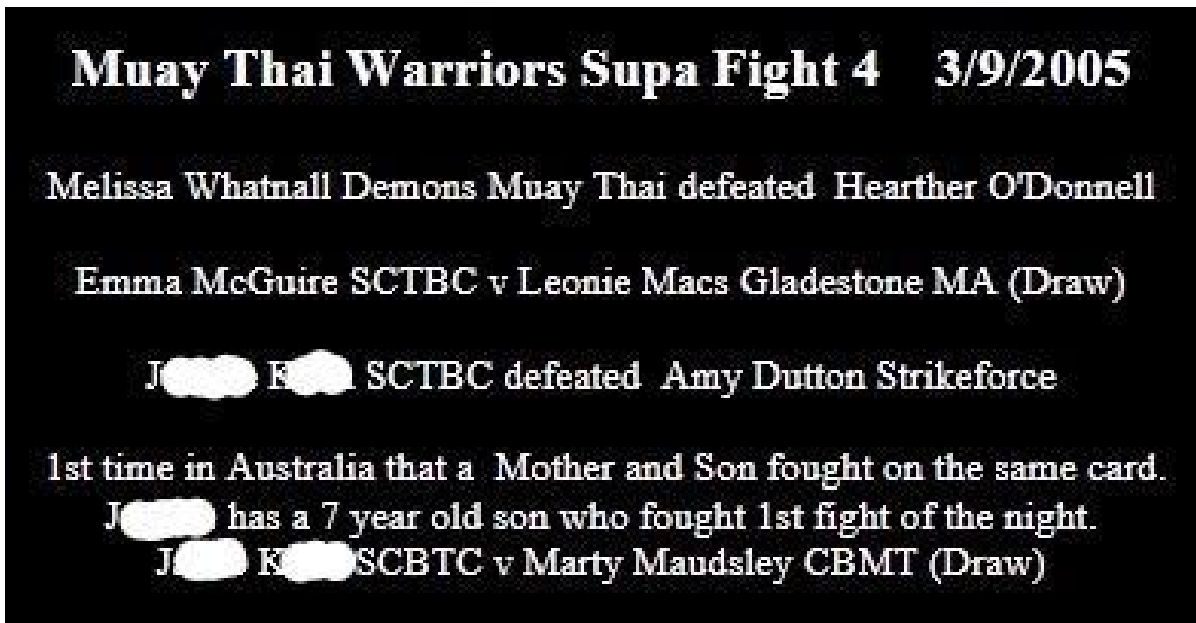 Muay Thai Warriors Supa Fight 4 3/9/2005
Melissa Whatnall Demons Muay Thai defeated Hearther O'Donnell
Emma McGuire SCTBC v Leonie Macs Gladestone MA (Draw)
SCTBC defeated Amy Dutton Strikeforce
1st time in Australia that a Mother and Son fought on the same card.
has a 7 year old son who fought 1st fight of the night.
SCBTC v Marty Maudsley CBMT (Draw)